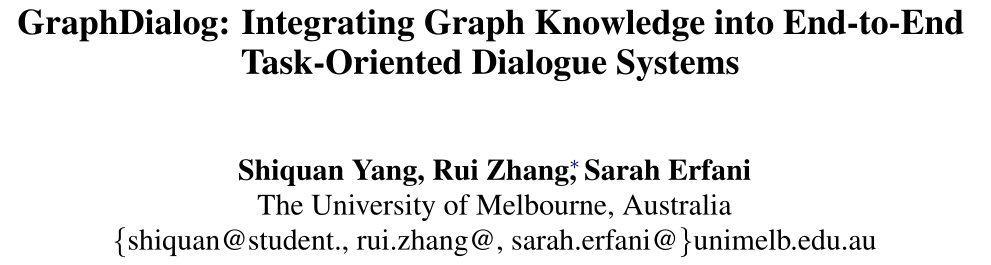 GraphDialog: Integrating Graph Knowledge into End-to-End
Task-Oriented Dialogue Systems
Shiquan Yang, Rui Zhang*, Sarah Erfani
The University of Melbourne, Australia
{shiquan@student., rui.zhang@, sarah.erfani@}unimelb.edu.au